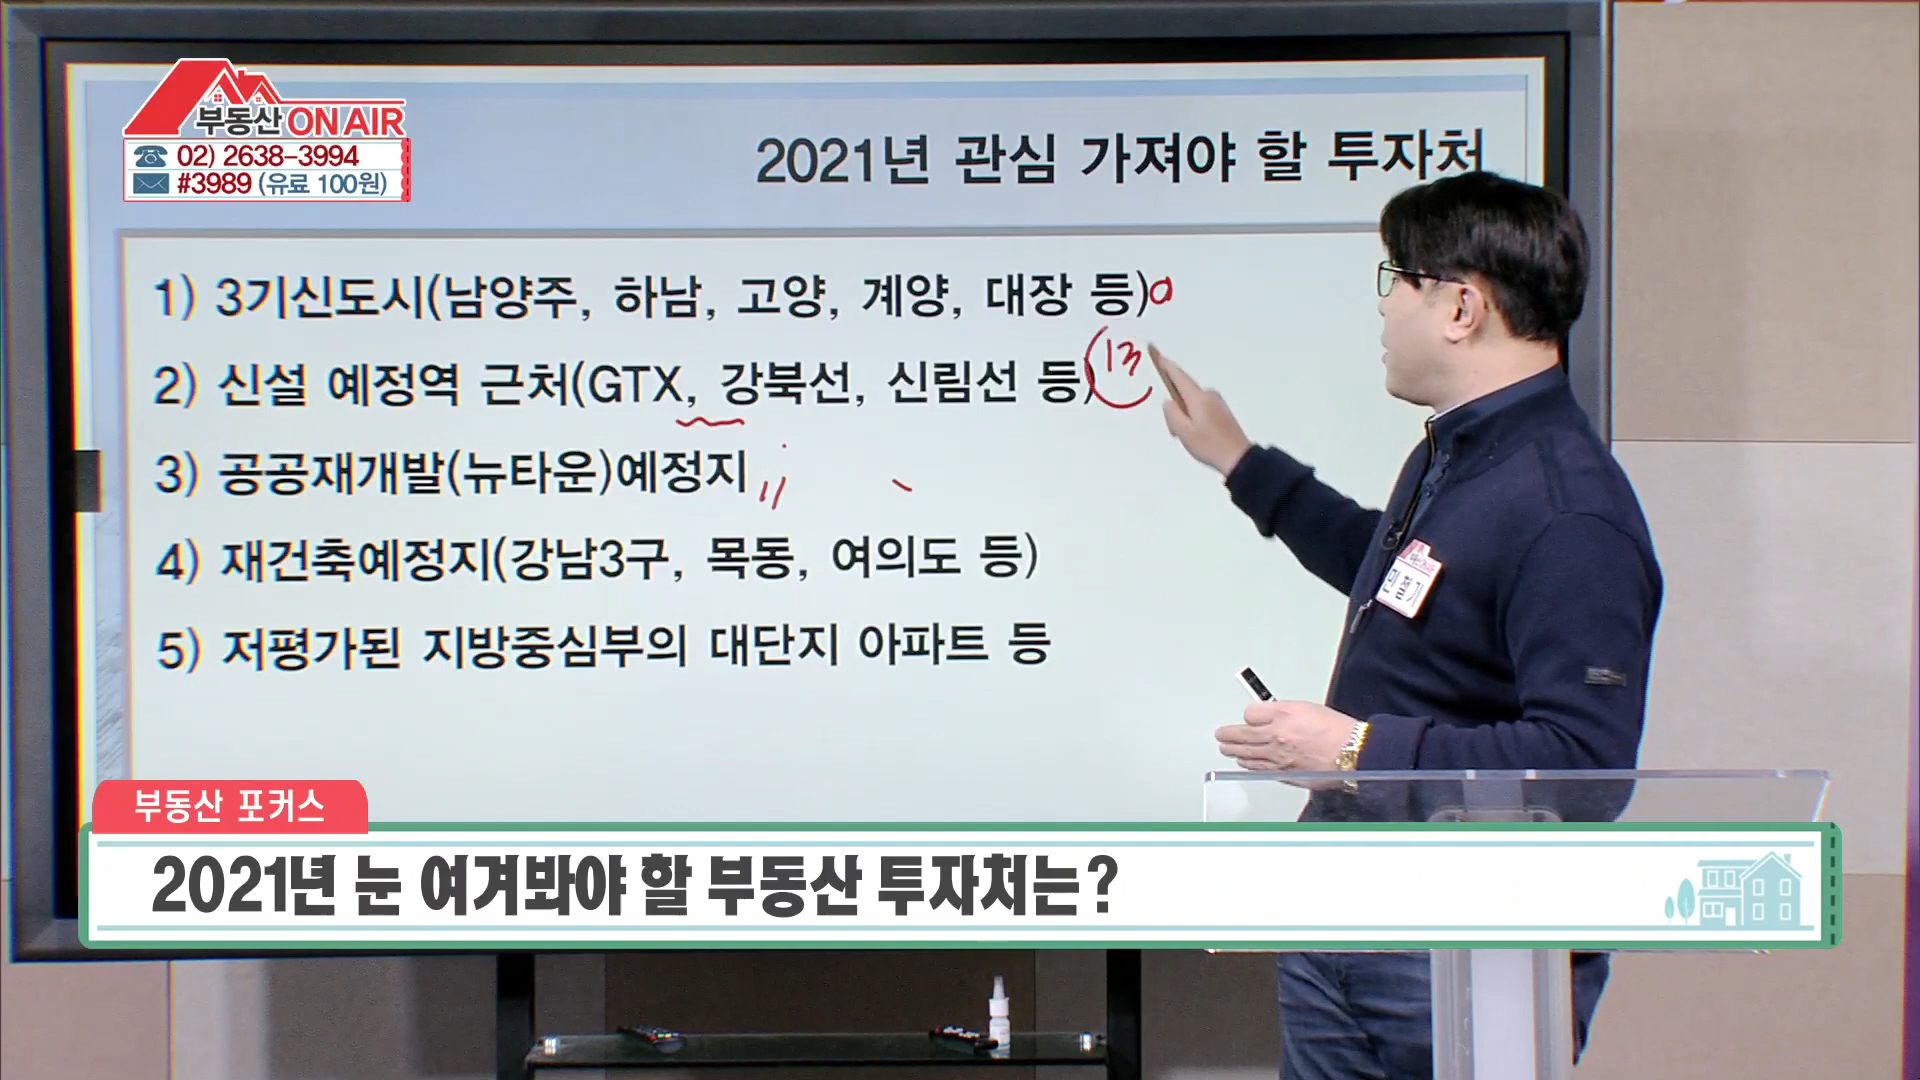 부동산 ON AIR
02) 2638-3994
#3989 (유료 100원)
2021년 관심 가져야 할 투자처
1) 3기신도시(남양주, 하남, 고양, 계양, 대장 등)
2) 신설 예정역 근처(GTX, 강북선, 신림선 등)
13
3) 공공재개발(뉴타운)예정지
4) 재건축예정지(강남3구, 목동, 여의도 등)
5) 저평가된 지방중심부의 대단지 아파트 등
부동산 포커스
2021년 눈 여겨봐야 할 부동산 투자처는?